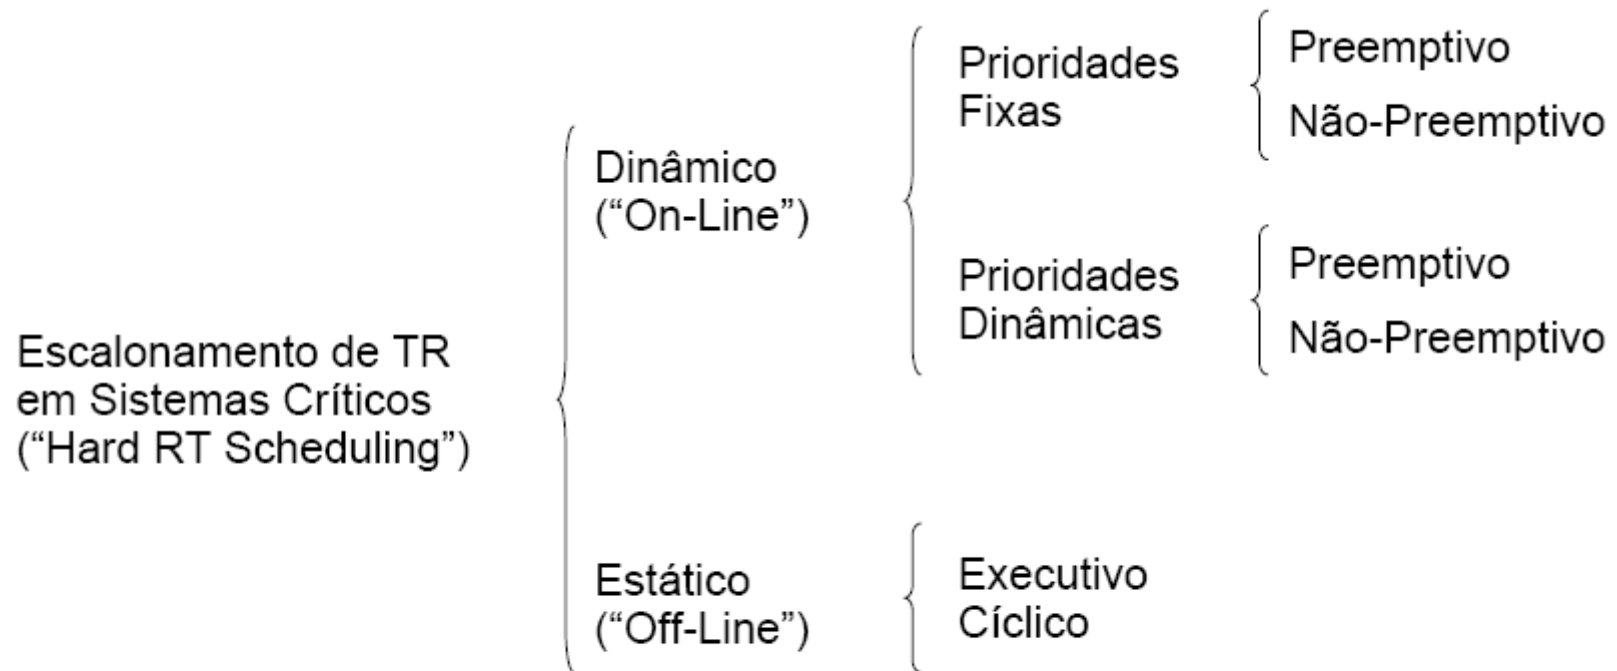 Escalonamento de TR
em Sistemas Críticos
(“Hard RT Scheduling”)
Dinâmico
(“On-Line”)
Prioridades
Fixas
Preemptivo
Não-Preemptivo
Prioridades
Dinâmicas
Preemptivo
Não-Preemptivo
Estático
(“Off-Line”)
Executivo
Cíclico